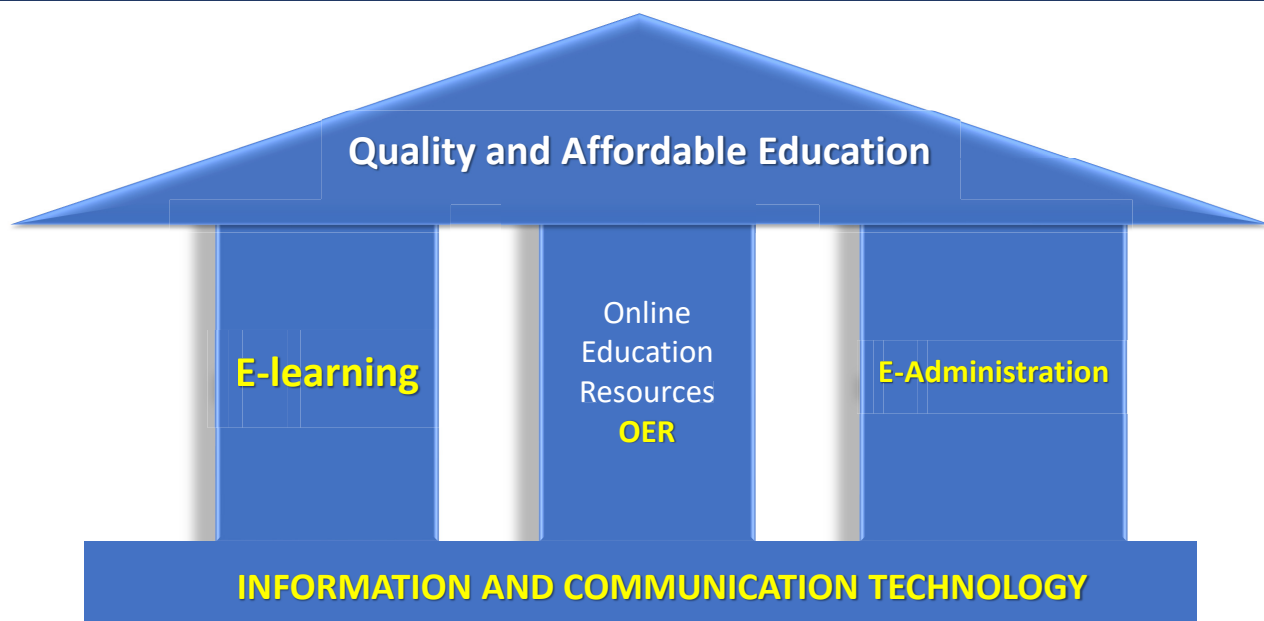 Quality and Affordable Education
E-learning
Online
Education
Resources
OER
E-Administration
INFORMATION AND COMMUNICATION TECHNOLOGY